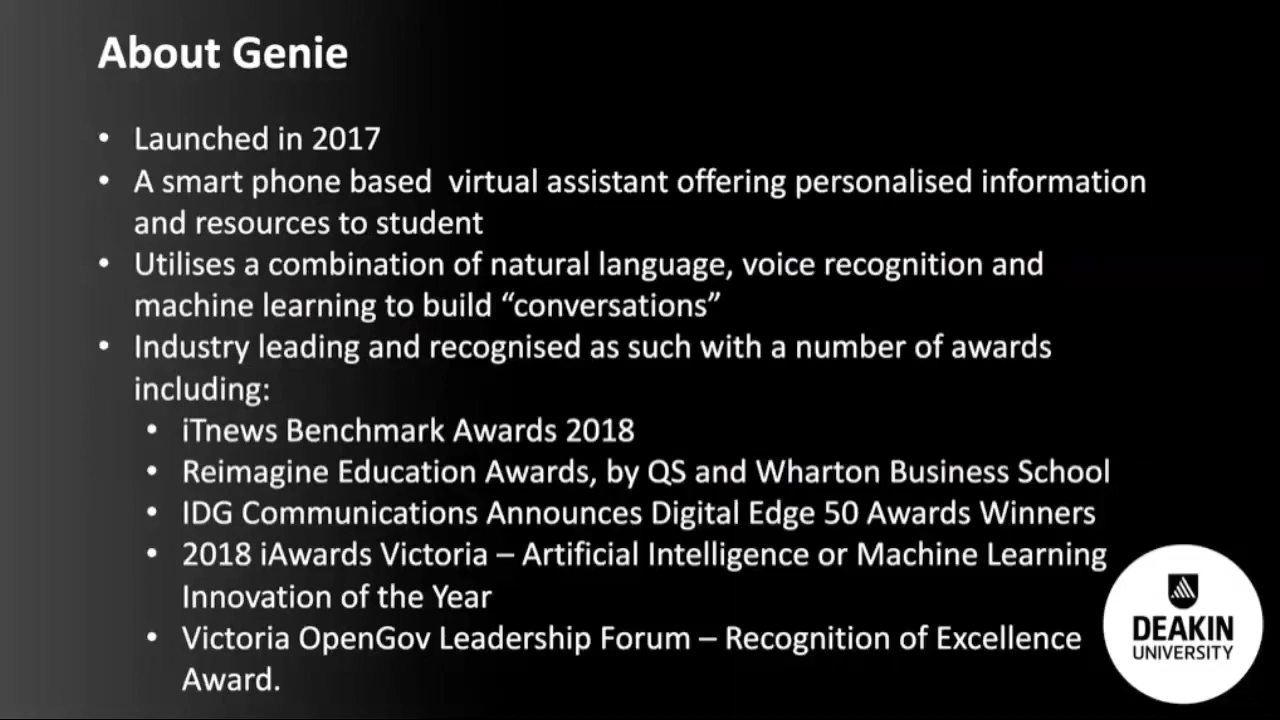 About Genie
• Launched in 2017
• A smart phone based  virtual assistant offering personalised information
and resources to student
• Utilises a combination of natural language, voice recognition and
machine learning to build “conversations”
• Industry leading and recognised as such with a number of awards
including:
• iTnews Benchmark Awards 2018
• Reimagine Education Awards, by QS and Wharton Business School
• IDG Communications Announces Digital Edge 50 Awards Winners
• 2018 iAwards Victoria – Artificial Intelligence or Machine Learning
Innovation of the Year
• Victoria OpenGov Leadership Forum – Recognition of Excellence
Award.
DEAKIN
UNIVERSITY